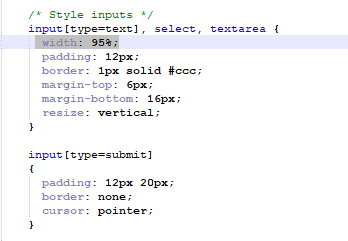 /* Style inputs */
input[type=text], select, textarea {
width: 95%;
padding: 12px;
border: 1px solid #ccc;
margin-top: 6px;
margin-bottom: 16px;
resize: vertical;
}
input[type=submit]
{
padding: 12px 20px;
border: none;
cursor: pointer;
}